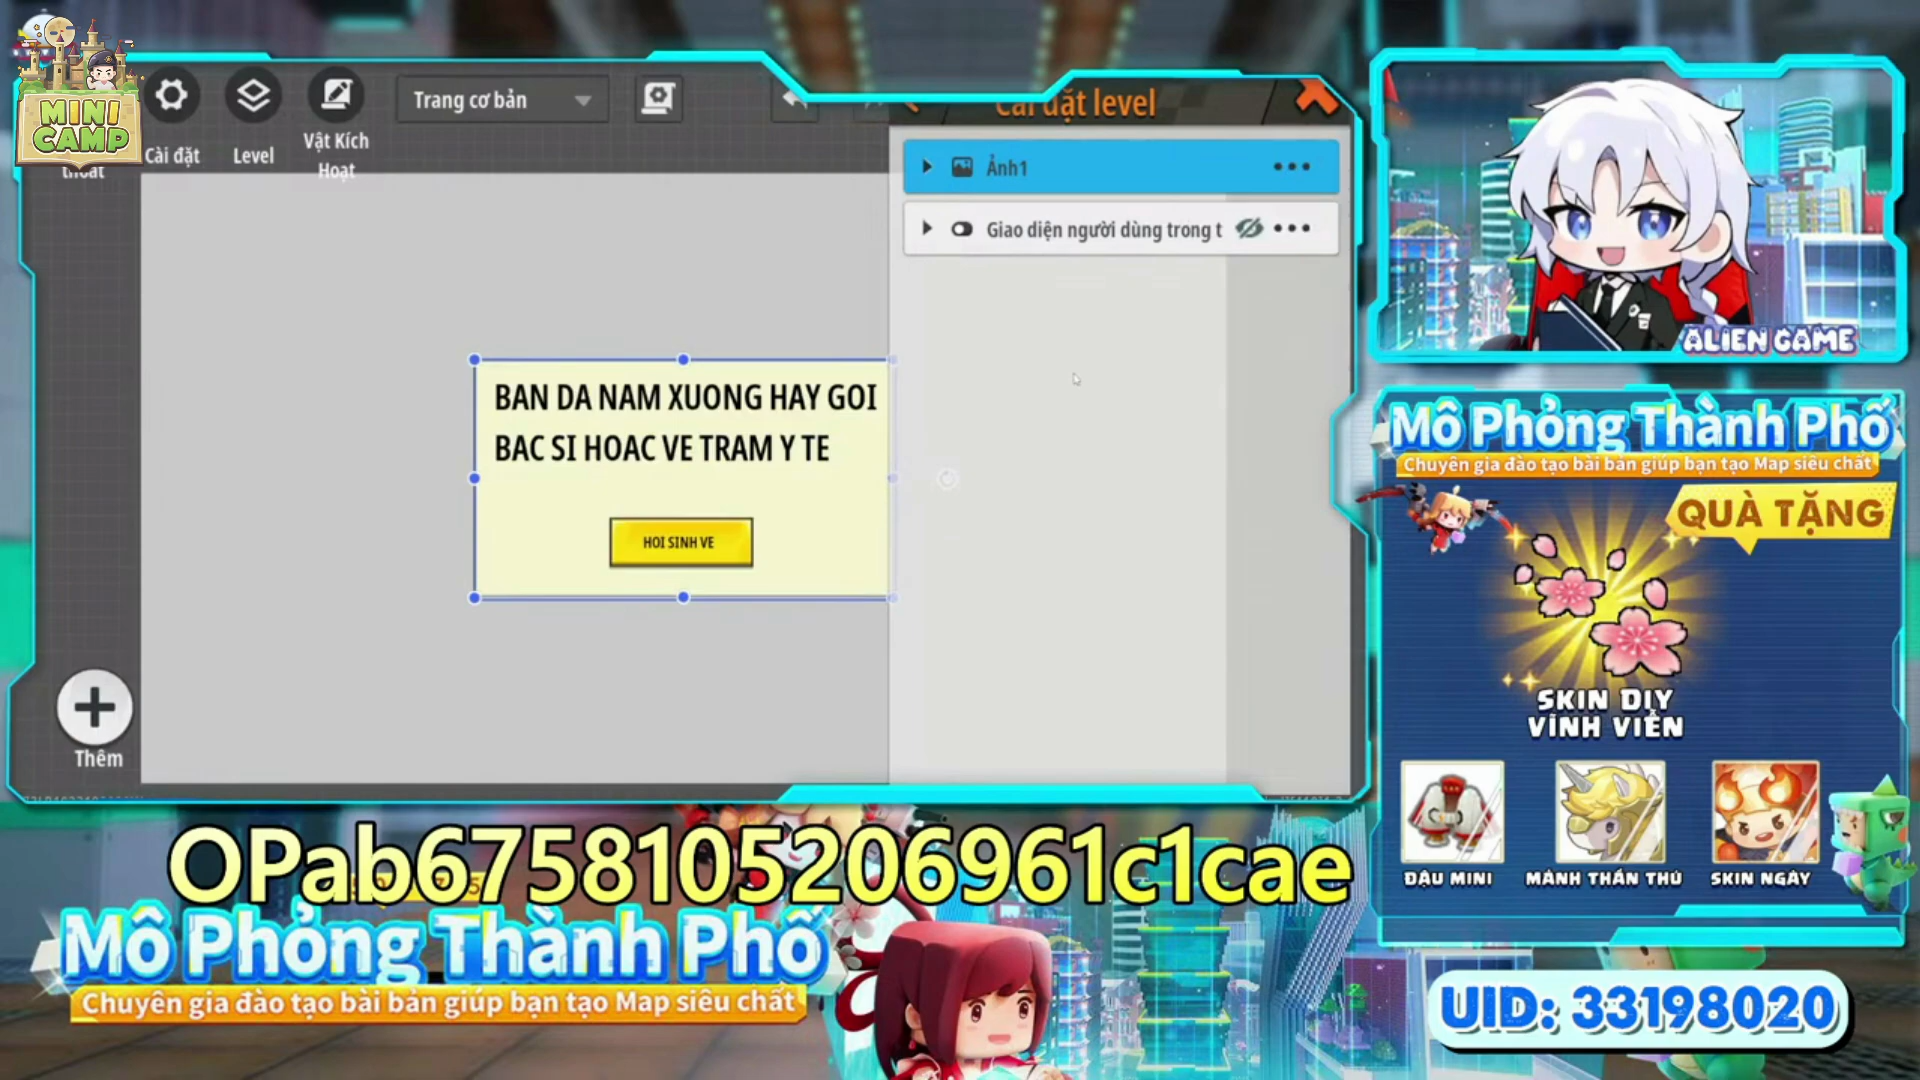 MINI
CAMP
thoát
Cài đặt
Level
Vật Kích
Hoạt
Trang cơ bản
Cài đặt level
Ảnh1
Giao diện người dùng trong t
BAN DA NAM XUONG HAY GOI
BAC SI HOAC VE TRAM Y TE
HOI SINH VE
Thêm
ALIEN GAME
Mô Phỏng Thành Phố
Chuyên gia đào tạo bài bản giúp bạn tạo Map siêu chất
QUÀ TẶNG
SKIN DIY
VĨNH VIỄN
ĐẬU MINI
MẢNH THẦN THÚ
SKIN NGÀY
OPab67581052069 61c1cae
Mô Phỏng Thành Phố
Chuyên gia đào tạo bài bản giúp bạn tạo Map siêu chất
UID: 33198020